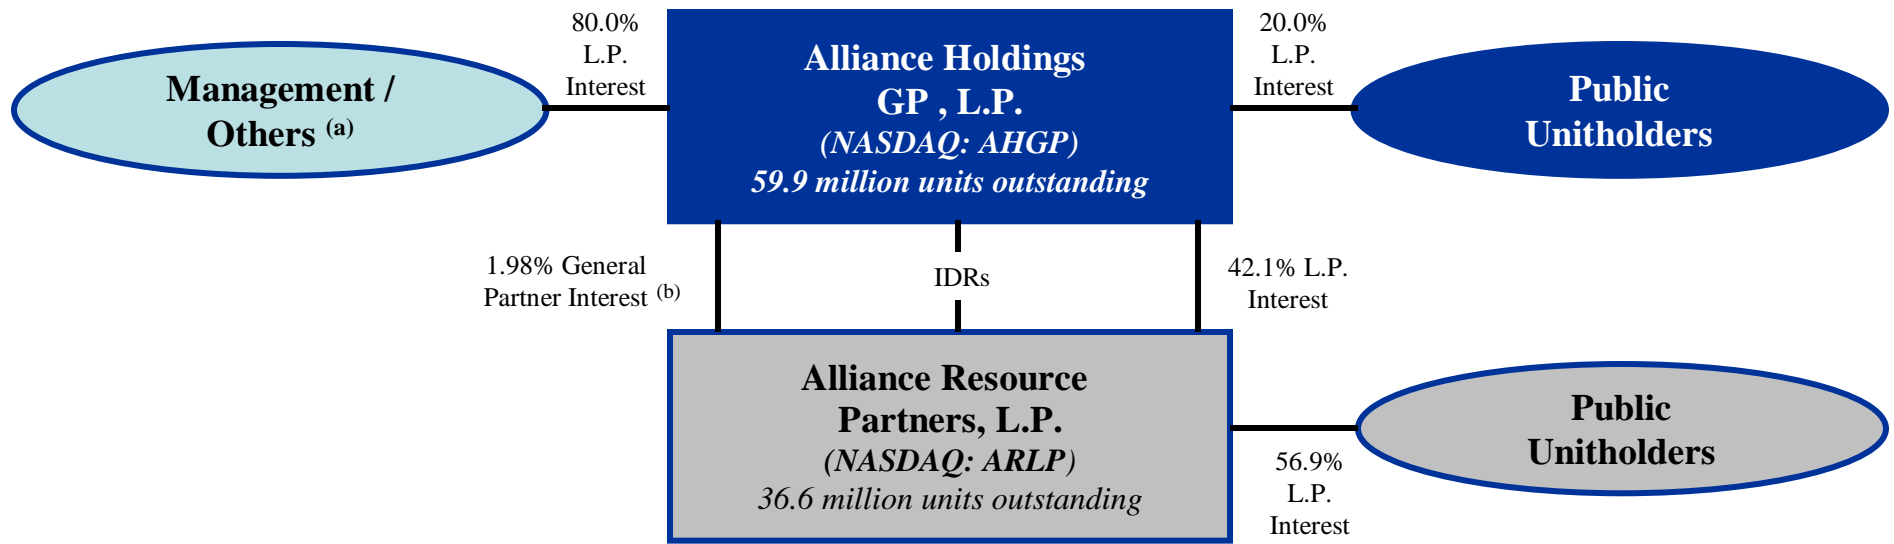 80.0%
L.P.
Interest
Management /
Others (a)
Alliance Holdings
GP , L.P.
(NASDAQ: AHGP)
59.9 million units outstanding
20.0%
L.P.
Interest
Public
Unitholders
1.98% General
Partner Interest (b)
IDRs
42.1% L.P.
Interest
Alliance Resource
Partners, L.P.
(NASDAQ: ARLP)
36.6 million units outstanding
Public
Unitholders
56.9%
L.P.
Interest